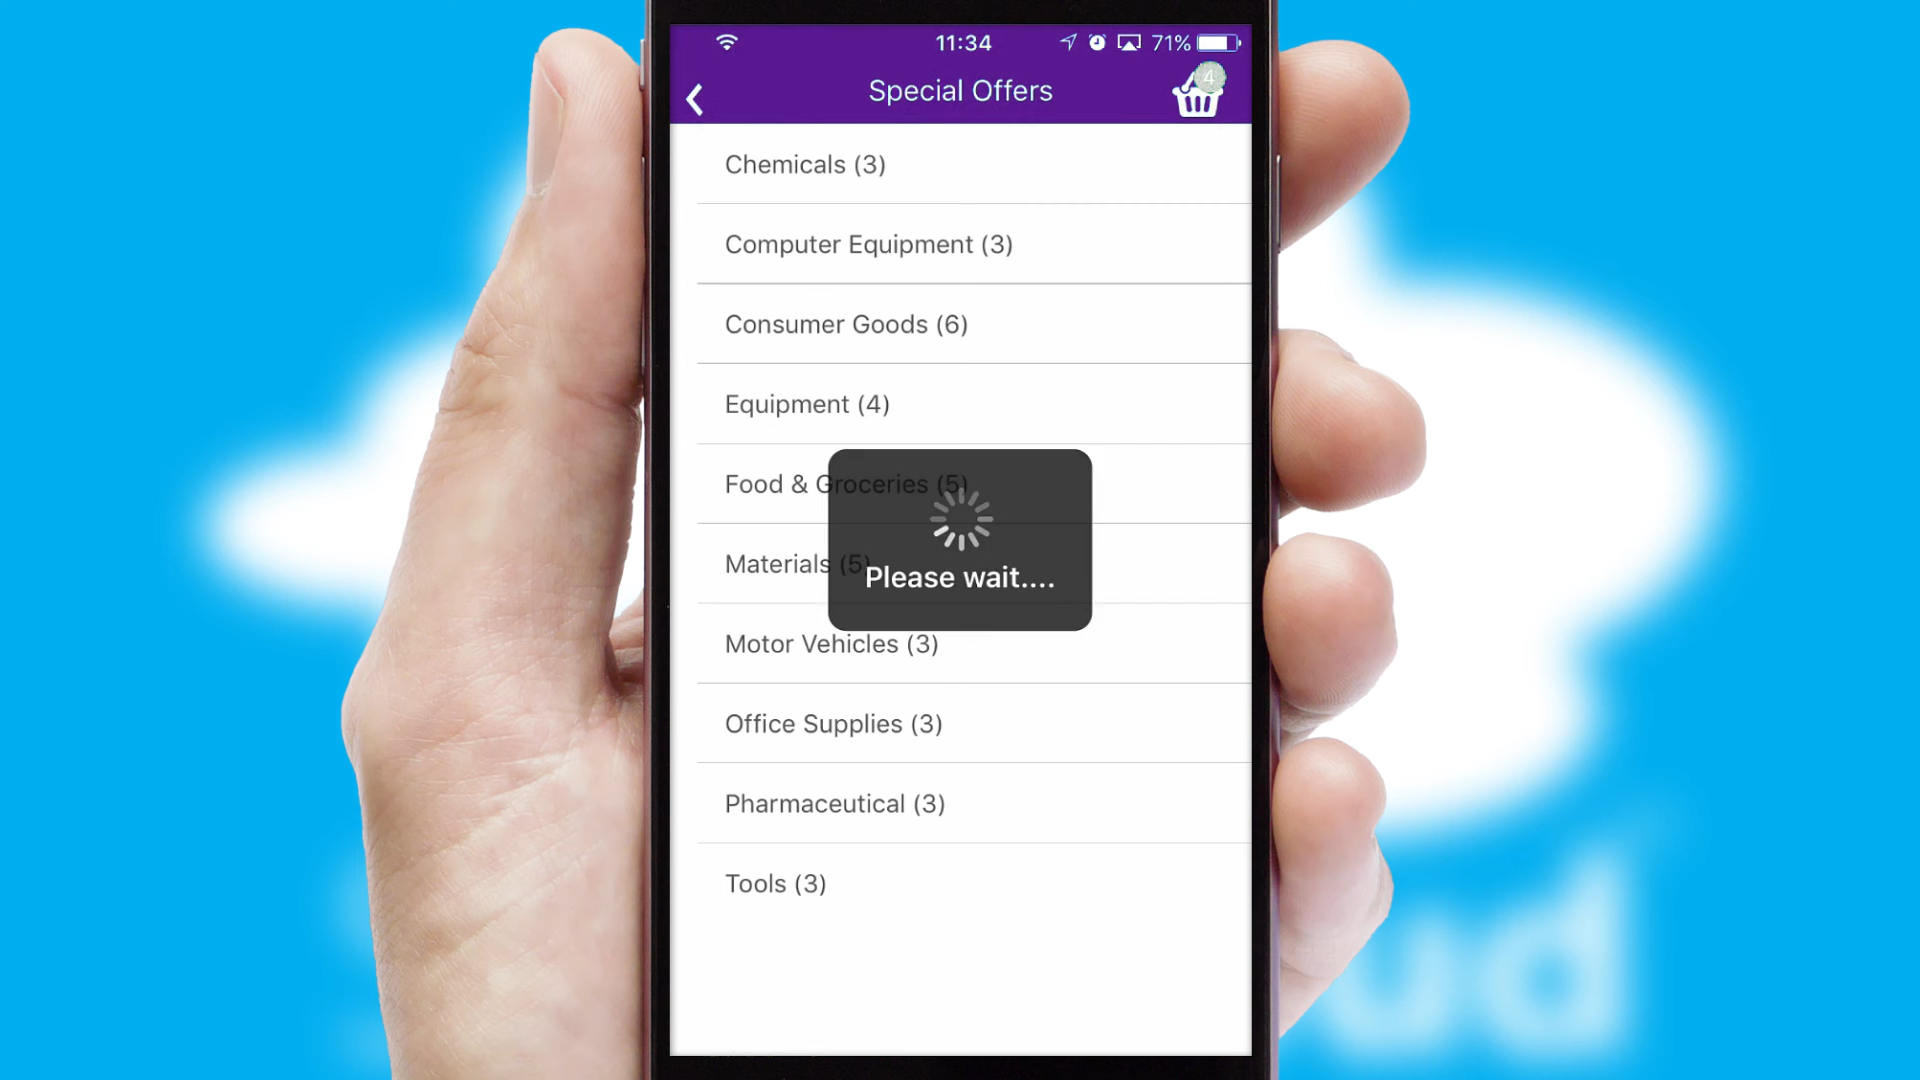 11:34
71%
Special Offers
4
Chemicals (3)
Computer Equipment (3)
Consumer Goods (6)
Equipment (4)
Food & Groceries (5)
Materials (5)
Please wait....
Motor Vehicles (3)
Office Supplies (3)
Pharmaceutical (3)
Tools (3)
ud